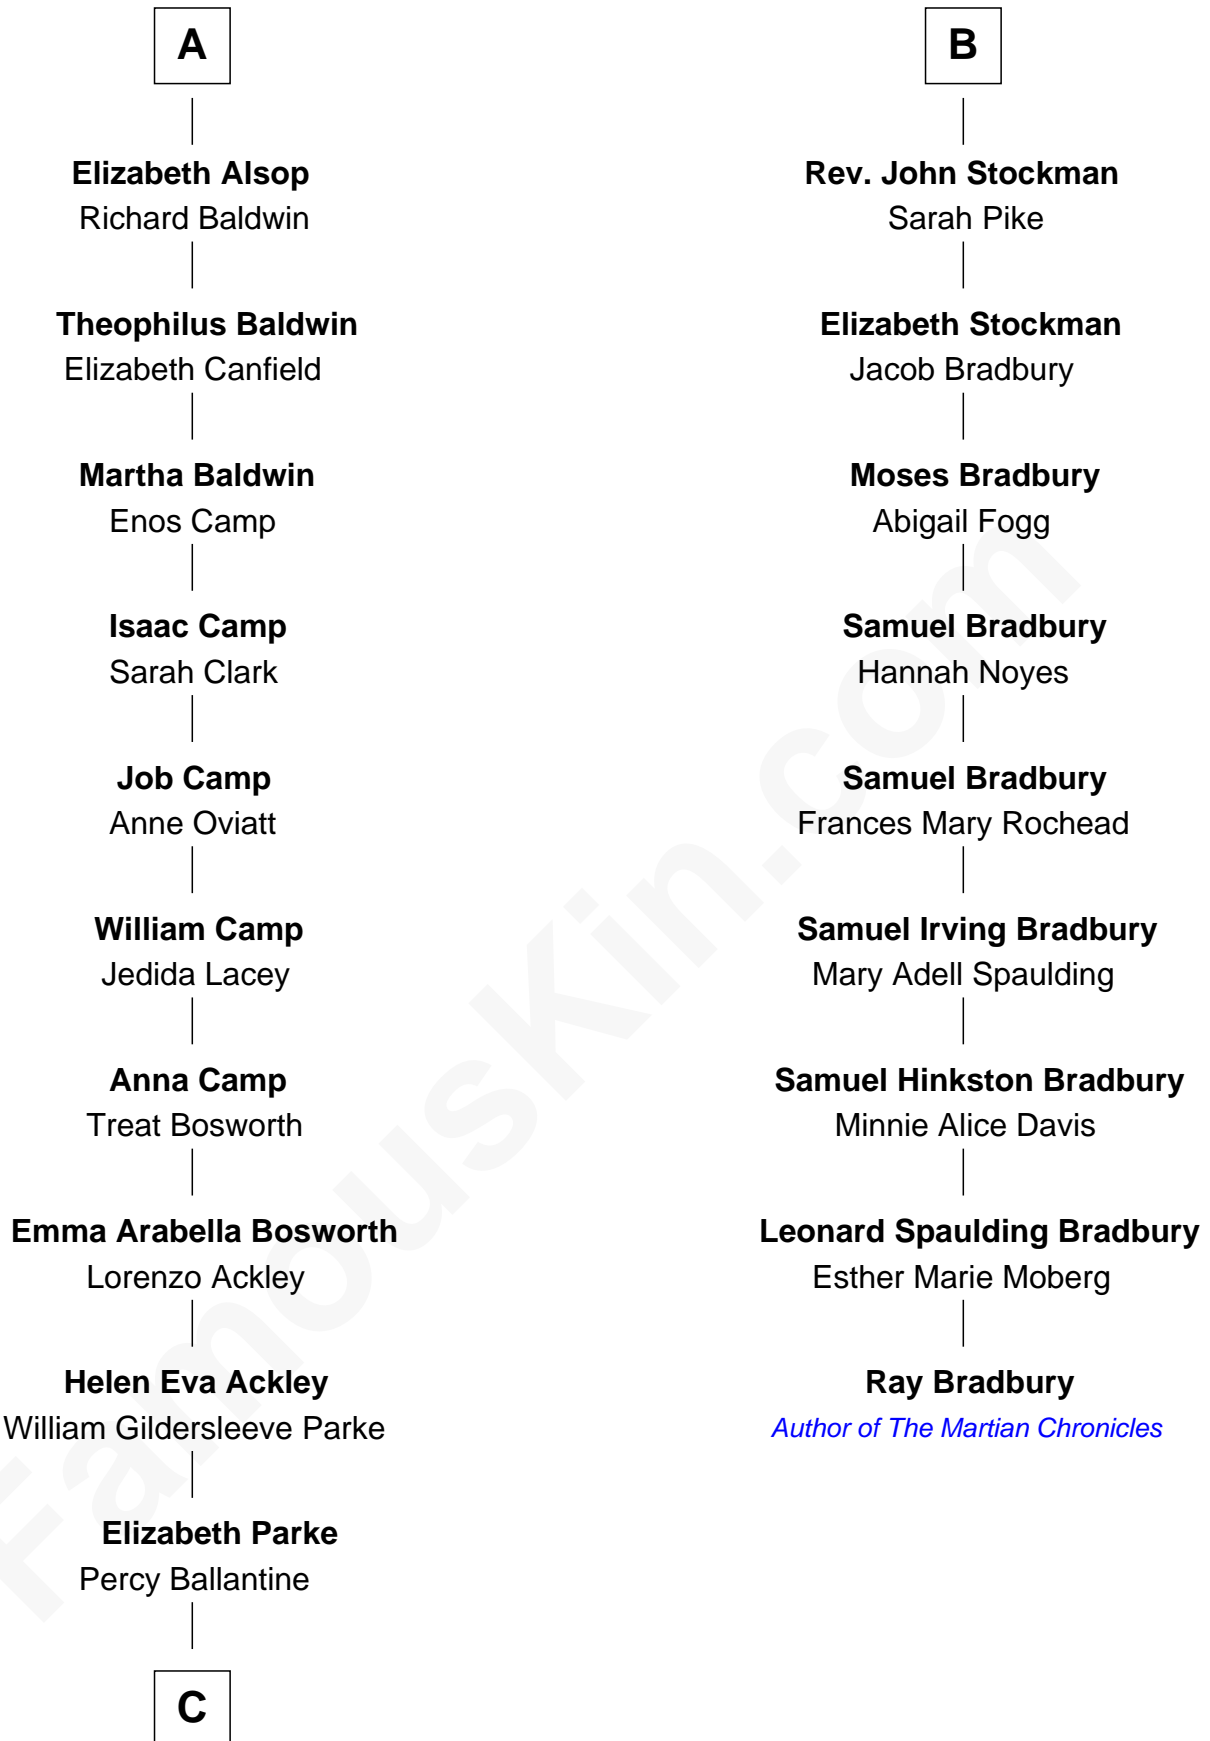 A
Elizabeth Alsop
Richard Baldwin
Theophilus Baldwin
Elizabeth Canfield
Martha Baldwin
Enos Camp
Isaac Camp
Sarah Clark
Job Camp
Anne Oviatt
William Camp
Jedida Lacey
Anna Camp
Treat Bosworth
Emma Arabella Bosworth
Lorenzo Ackley
Helen Eva Ackley
William Gildersleeve Parke
Elizabeth Parke
Percy Ballantine
C
B
Rev. John Stockman
Sarah Pike
Elizabeth Stockman
Jacob Bradbury
Moses Bradbury
Abigail Fogg
Samuel Bradbury
Hannah Noyes
Samuel Bradbury
Frances Mary Rochead
Samuel Irving Bradbury
Mary Adell Spaulding
Samuel Hinkston Bradbury
Minnie Alice Davis
Leonard Spaulding Bradbury
Esther Marie Moberg
Ray Bradbury
Author of The Martian Chronicles
FamousKin.com